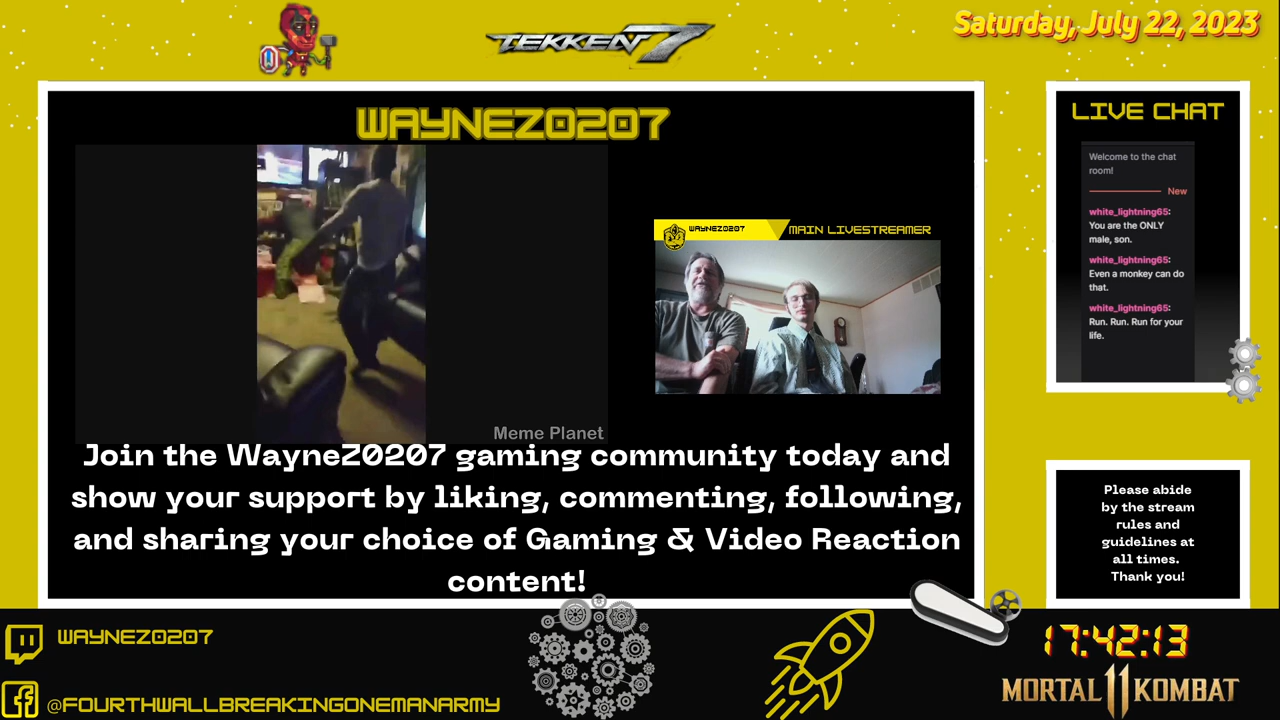 TEKKEN 7
Saturday, July 22, 2023
WAYNEZ0207
LIVE CHAT
Welcome to the chat
room!
New
white_lightning65:
You are the ONLY
male, son.
white_lightning65:
Even a monkey can do
that.
white_lightning65:
Run. Run. Run for your
life.
WAYNEZ0207
MAIN LIVESTREAMER
Meme Planet
Join the WayneZ0207 gaming community today and
show your support by liking, commenting, following,
and sharing your choice of Gaming & Video Reaction
content!
Please abide
by the stream
rules and
guidelines at
all times.
Thank you!
WAYNEZ0207
@FOURTHWALLBREAKINGONEMANARMY
17:42:13
MORTAL 11 KOMBAT